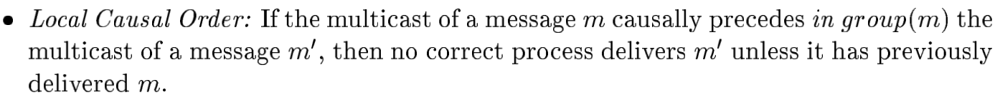 • Local Causal Order: If the multicast of a message m causally precedes in group(m) the
multicast of a message m′, then no correct process delivers m′ unless it has previously
delivered m.